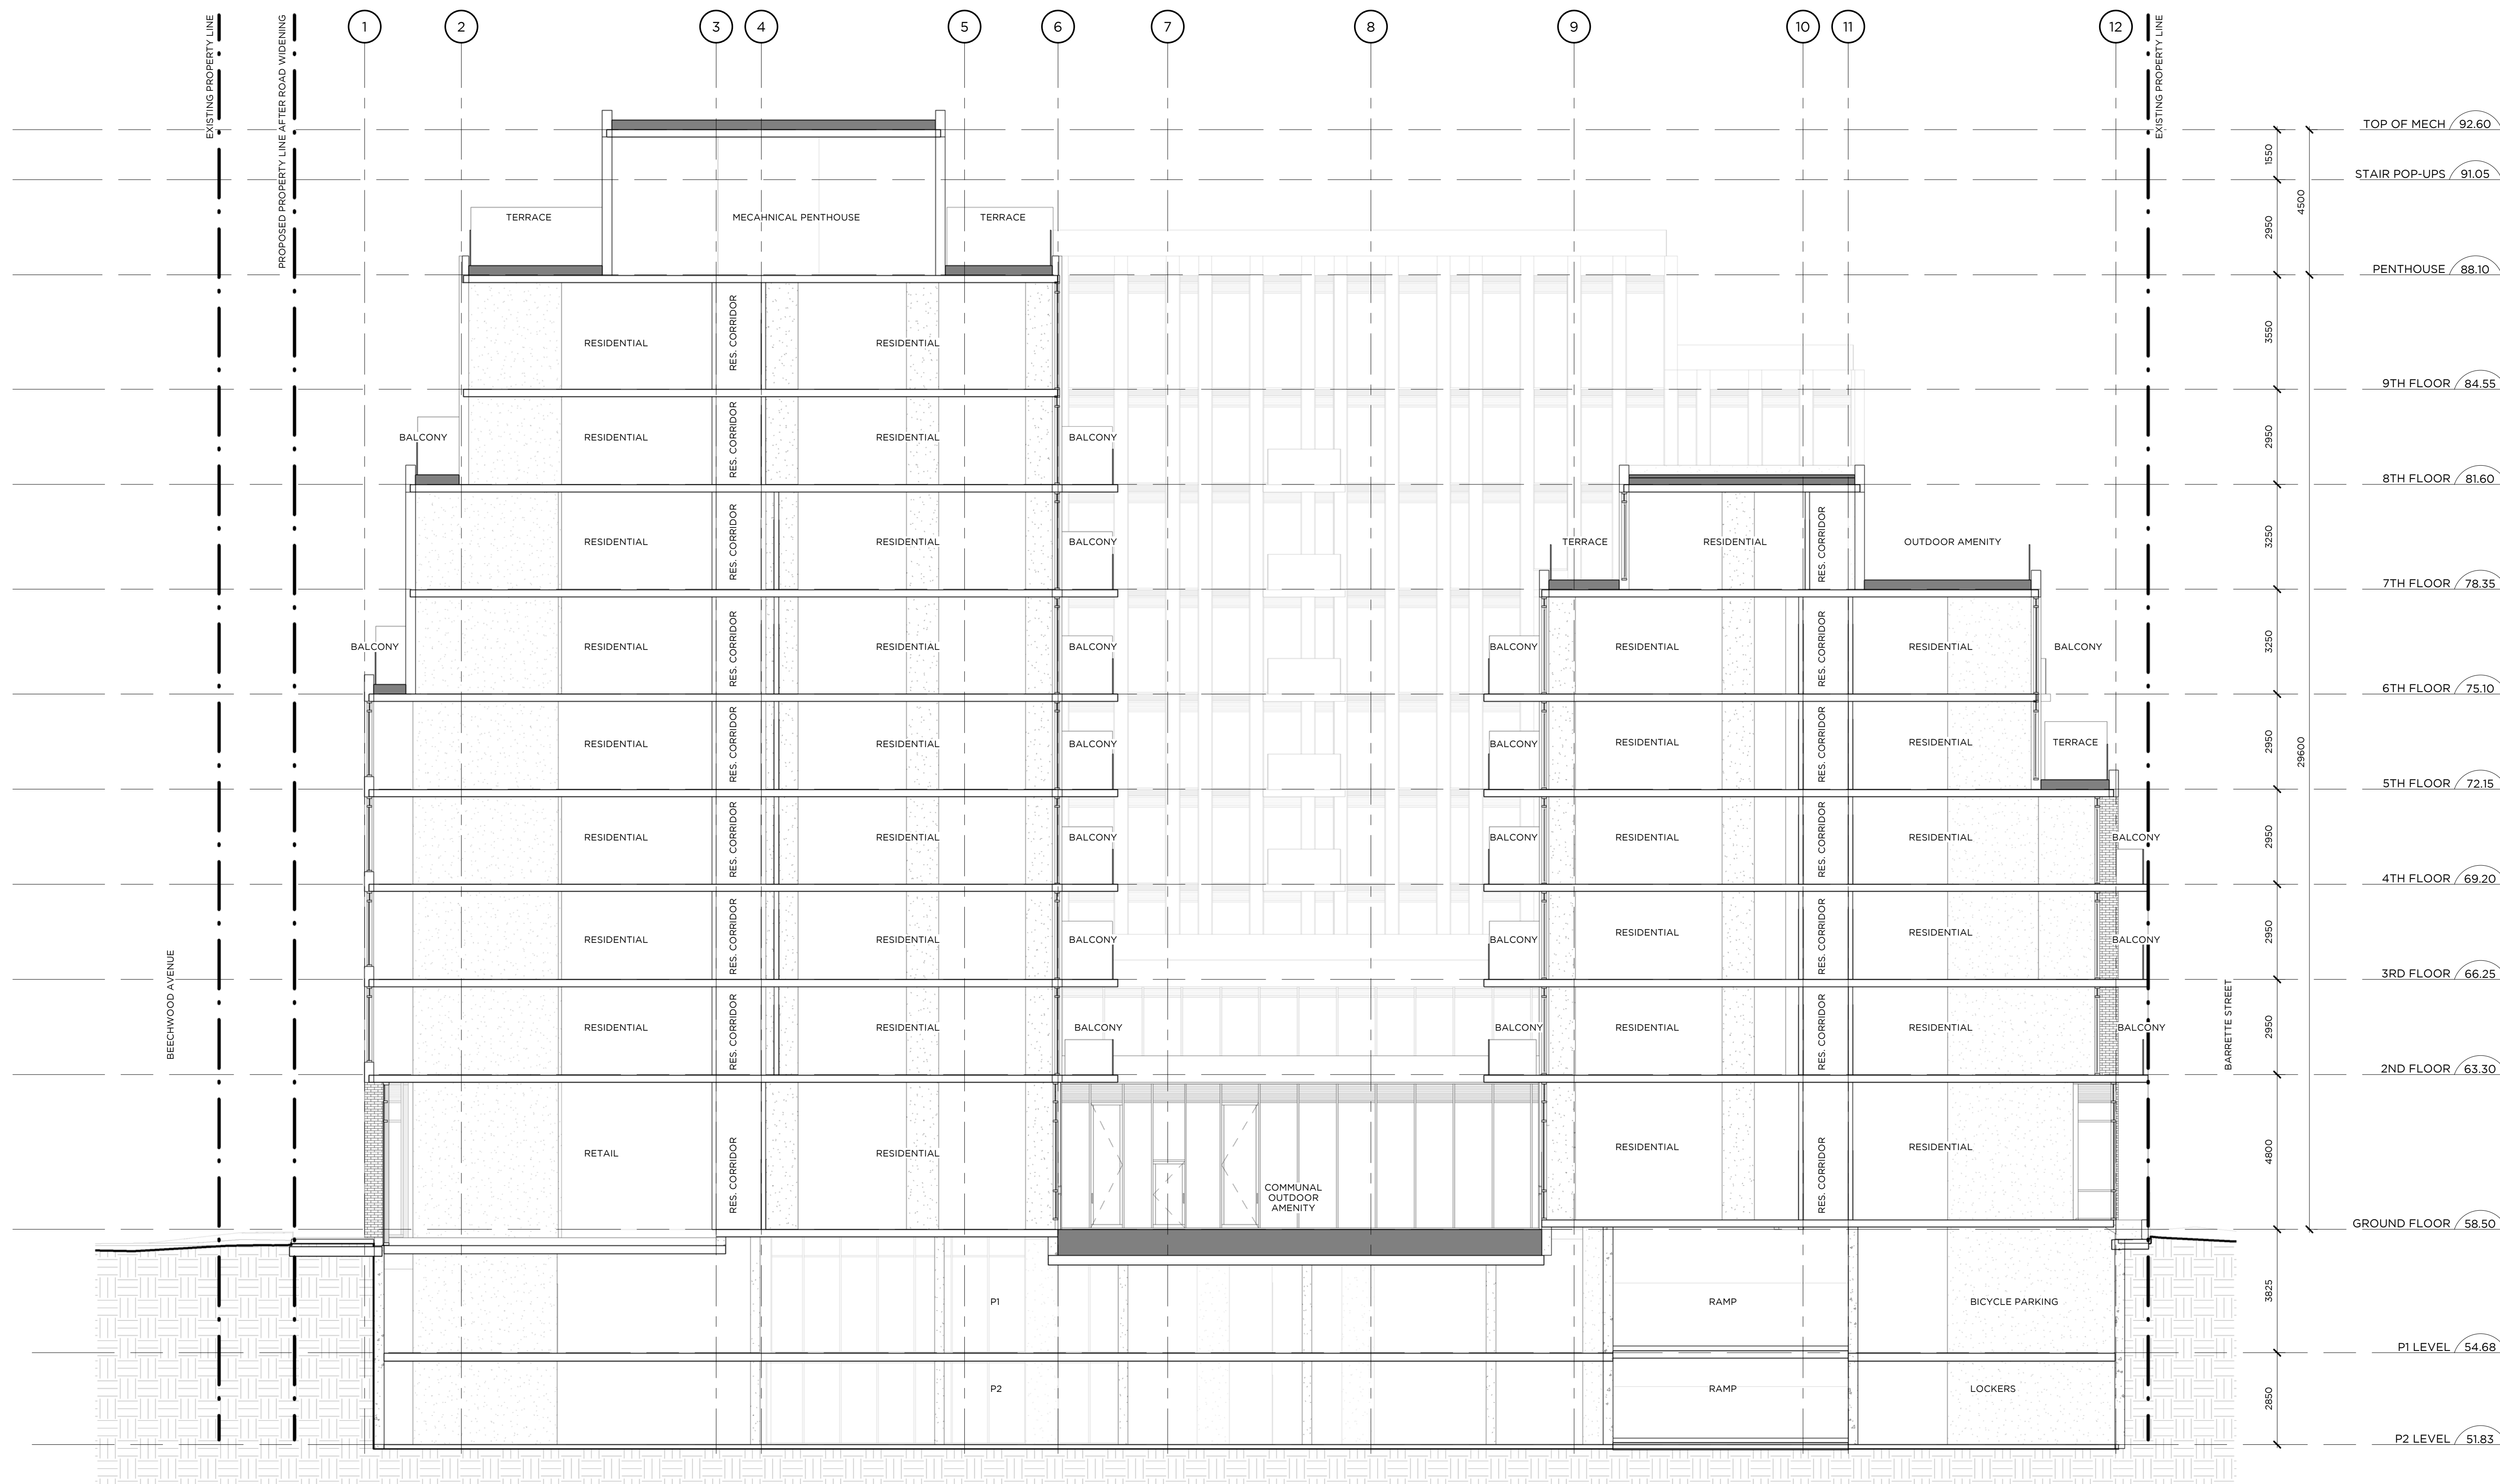 EXISTING PROPERTY LINE
PROPOSED PROPERTY LINE AFTER ROAD WIDENING
1
2
3
4
5
6
7
8
9
10
11
12
EXISTING PROPERTY LINE
TOP OF MECH 92.60
1550
STAIR POP-UPS 91.05
4500
TERRACE
MECAHNICAL PENTHOUSE
TERRACE
2950
PENTHOUSE 88.10
RESIDENTIAL
RES. CORRIDOR
RESIDENTIAL
3550
9TH FLOOR 84.55
BALCONY
RESIDENTIAL
RES. CORRIDOR
RESIDENTIAL
BALCONY
2950
8TH FLOOR 81.60
RESIDENTIAL
RES. CORRIDOR
RESIDENTIAL
BALCONY
TERRACE
RESIDENTIAL
RES. CORRIDOR
OUTDOOR AMENITY
3250
7TH FLOOR 78.35
BALCONY
RESIDENTIAL
RES. CORRIDOR
RESIDENTIAL
BALCONY
BALCONY
RESIDENTIAL
RES. CORRIDOR
RESIDENTIAL
BALCONY
3250
6TH FLOOR 75.10
RESIDENTIAL
RES. CORRIDOR
RESIDENTIAL
BALCONY
BALCONY
RESIDENTIAL
RES. CORRIDOR
RESIDENTIAL
TERRACE
2950
29600
5TH FLOOR 72.15
RESIDENTIAL
RES. CORRIDOR
RESIDENTIAL
BALCONY
BALCONY
RESIDENTIAL
RES. CORRIDOR
RESIDENTIAL
BALCONY
2950
4TH FLOOR 69.20
RESIDENTIAL
RES. CORRIDOR
RESIDENTIAL
BALCONY
BALCONY
RESIDENTIAL
RES. CORRIDOR
RESIDENTIAL
BALCONY
2950
3RD FLOOR 66.25
BEECHWOOD AVENUE
RESIDENTIAL
RES. CORRIDOR
RESIDENTIAL
BALCONY
BALCONY
RESIDENTIAL
RES. CORRIDOR
RESIDENTIAL
BALCONY
BARRETTE STREET
2950
2ND FLOOR 63.30
RETAIL
RES. CORRIDOR
RESIDENTIAL
COMMUNAL
OUTDOOR
AMENITY
RESIDENTIAL
RES. CORRIDOR
RESIDENTIAL
4800
GROUND FLOOR 58.50
P1
RAMP
BICYCLE PARKING
3825
P1 LEVEL 54.68
P2
RAMP
LOCKERS
2850
P2 LEVEL 51.83